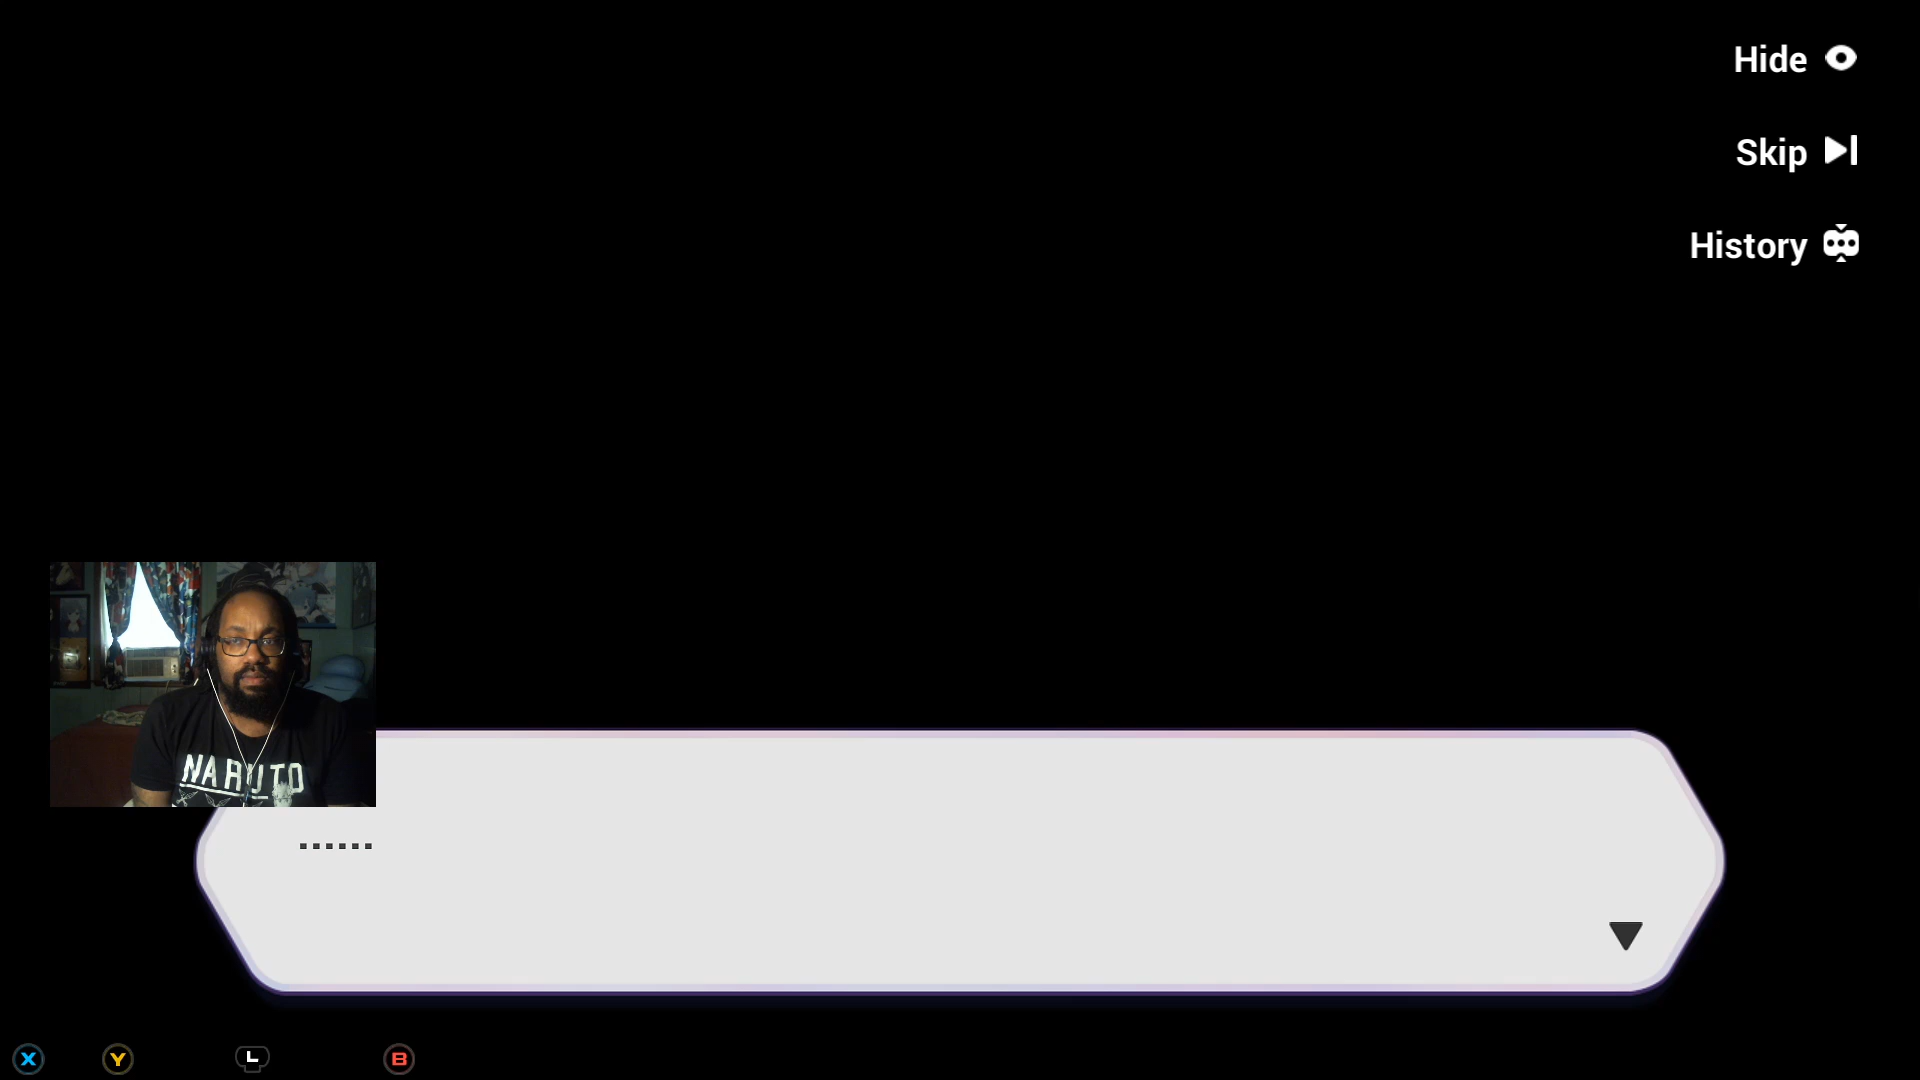 Hide
Skip
History
NARUTO
......
X
Y
L
B